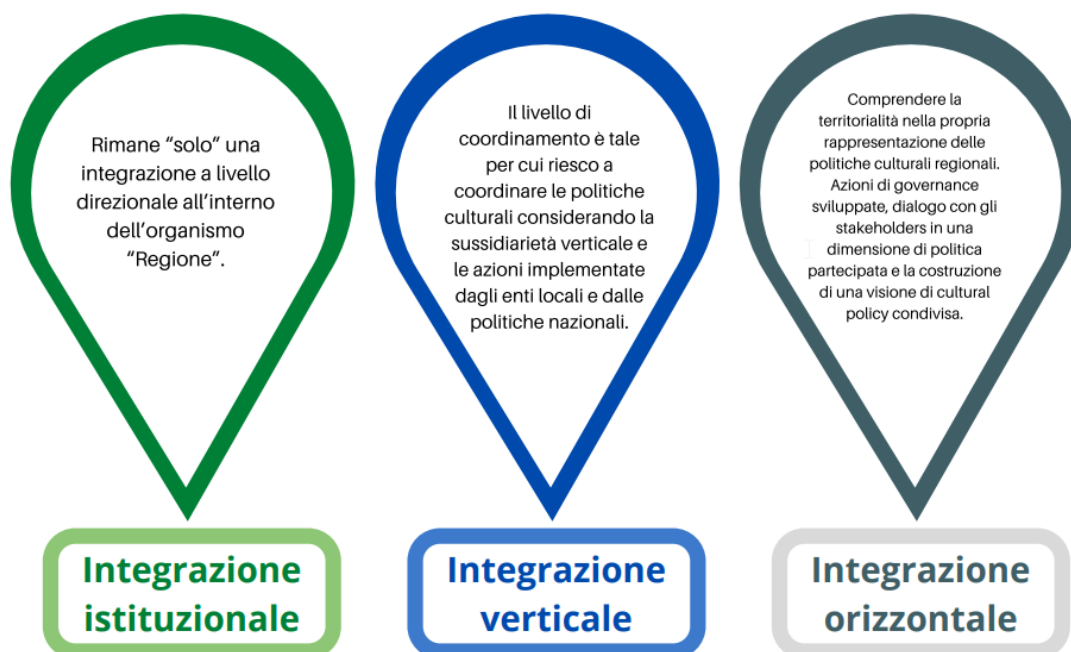 Rimane “solo” una
integrazione a livello
direzionale all’interno
dell’organismo
“Regione”.
Integrazione
istituzionale
Il livello di
coordinamento è tale
per cui riesco a
coordinare le politiche
culturali considerando la
sussidiarietà verticale e
le azioni implementate
dagli enti locali e dalle
politiche nazionali.
Integrazione
verticale
Comprendere la
territorialità nella propria
rappresentazione delle
politiche culturali regionali.
Azioni di governance
sviluppate, dialogo con gli
stakeholders in una
dimensione di politica
partecipata e la costruzione
di una visione di cultural
policy condivisa.
Integrazione
orizzontale